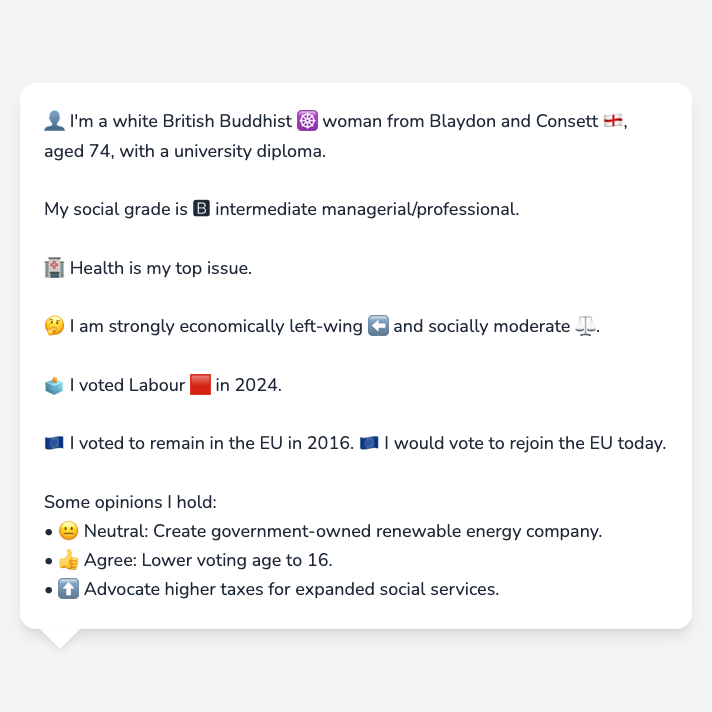 👤 I'm a white British Buddhist ☸️ woman from Blaydon and Consett 🏴󠁧󠁢󠁥󠁮󠁧󠁿,
aged 74, with a university diploma.
My social grade is 🅱 intermediate managerial/professional.
🏥 Health is my top issue.
🤔 I am strongly economically left-wing ⬅️ and socially moderate ⚖️.
🗳️ I voted Labour 🟥 in 2024.
🇪🇺 I voted to remain in the EU in 2016. 🇪🇺 I would vote to rejoin the EU today.
Some opinions I hold:
• 😐 Neutral: Create government-owned renewable energy company.
• 👍 Agree: Lower voting age to 16.
• ⬆️ Advocate higher taxes for expanded social services.